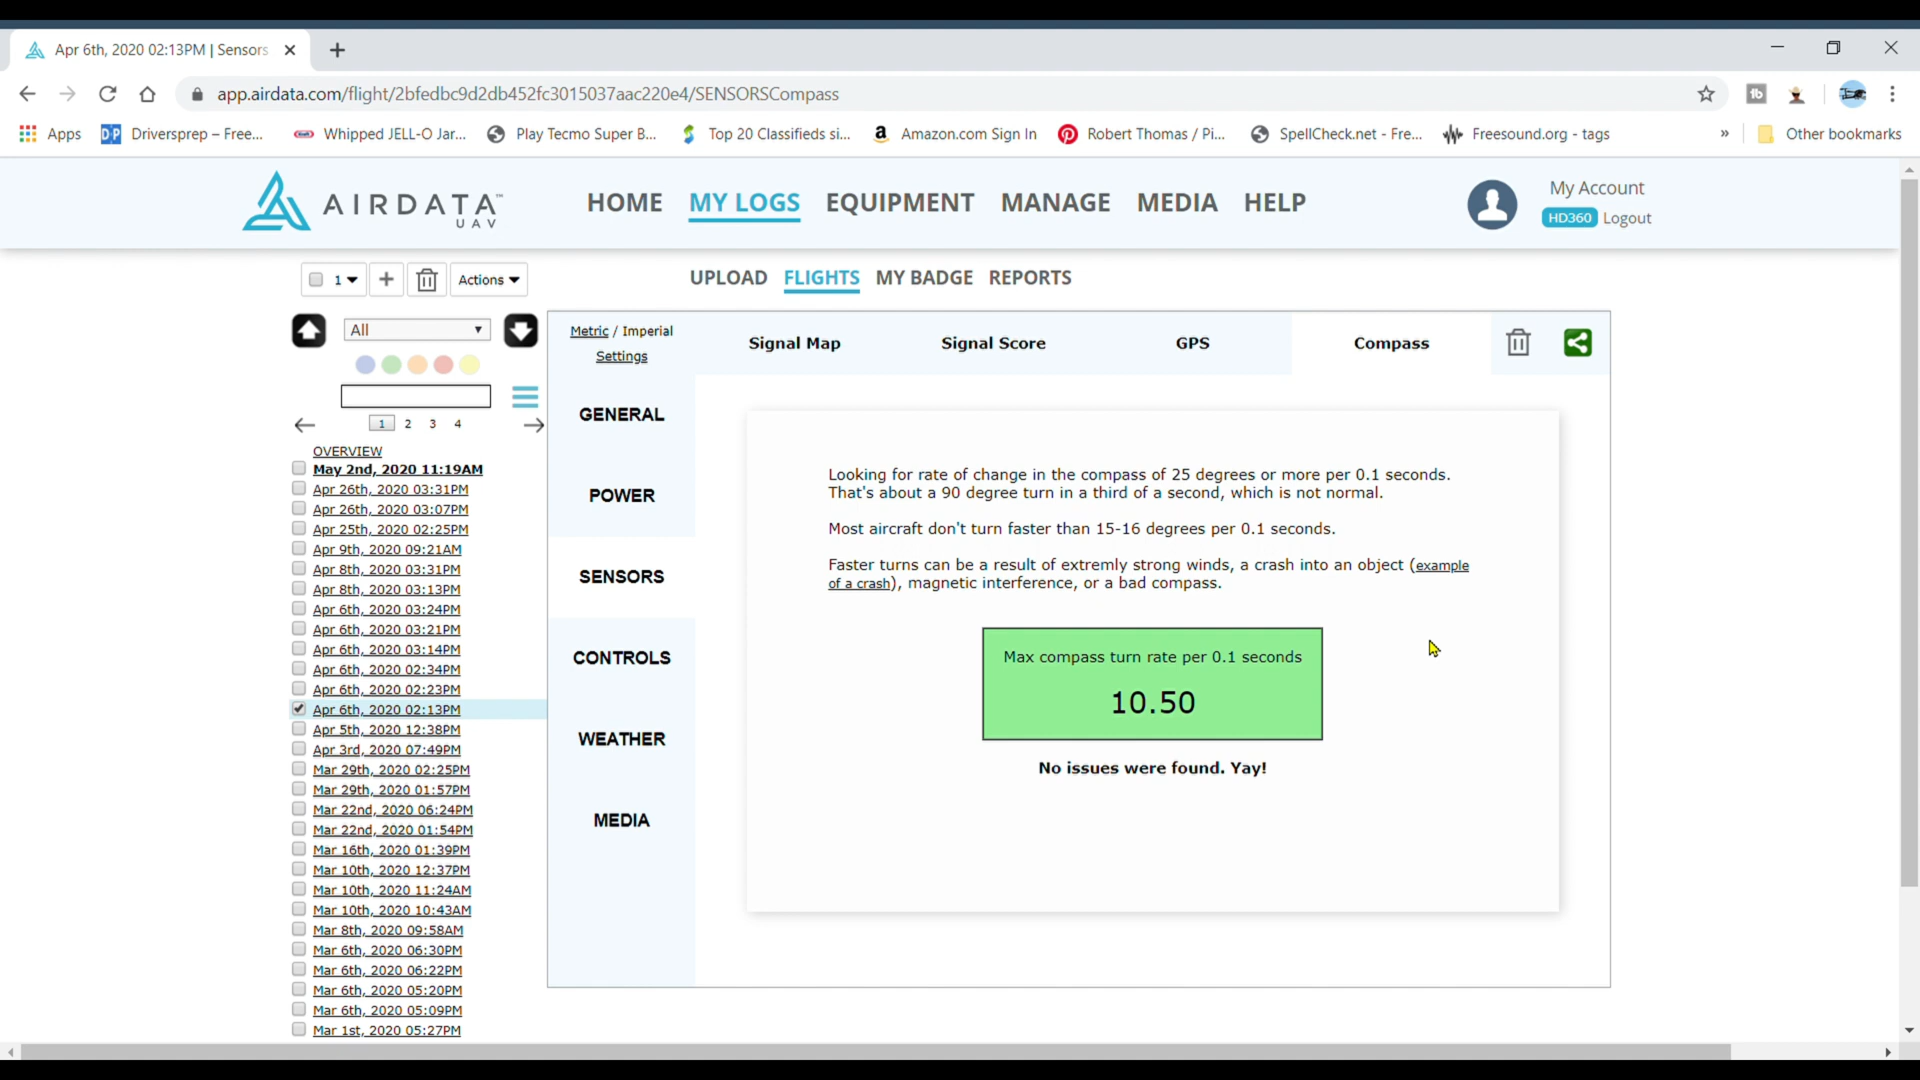 Apr 6th, 2020 02:13PM | Sensors
app.airdata.com/flight/2bfedbc9d2db452fc3015037aac220e4/SENSORSCompass
Apps
D·P Driversprep – Free...
Whipped JELL-O Jar...
Play Tecmo Super B...
Top 20 Classifieds si...
Amazon.com Sign In
Robert Thomas / Pi...
SpellCheck.net - Fre...
Freesound.org - tags
»
Other bookmarks
AIRDATA™
UAV
HOME MY LOGS EQUIPMENT MANAGE MEDIA HELP
My Account
HD360 Logout
1
Actions
UPLOAD FLIGHTS MY BADGE REPORTS
All
1 2 3 4
OVERVIEW
May 2nd, 2020 11:19AM
Apr 26th, 2020 03:31PM
Apr 26th, 2020 03:07PM
Apr 25th, 2020 02:25PM
Apr 9th, 2020 09:21AM
Apr 8th, 2020 03:31PM
Apr 8th, 2020 03:13PM
Apr 6th, 2020 03:24PM
Apr 6th, 2020 03:21PM
Apr 6th, 2020 03:14PM
Apr 6th, 2020 02:34PM
Apr 6th, 2020 02:23PM
Apr 6th, 2020 02:13PM
Apr 5th, 2020 12:38PM
Apr 3rd, 2020 07:49PM
Mar 29th, 2020 02:25PM
Mar 29th, 2020 01:57PM
Mar 22nd, 2020 06:24PM
Mar 22nd, 2020 01:54PM
Mar 16th, 2020 01:39PM
Mar 10th, 2020 12:37PM
Mar 10th, 2020 11:24AM
Mar 10th, 2020 10:43AM
Mar 8th, 2020 09:58AM
Mar 6th, 2020 06:30PM
Mar 6th, 2020 06:22PM
Mar 6th, 2020 05:20PM
Mar 6th, 2020 05:09PM
Mar 1st, 2020 05:27PM
Metric / Imperial
Settings
Signal Map Signal Score GPS Compass
GENERAL
POWER
SENSORS
CONTROLS
WEATHER
MEDIA
Looking for rate of change in the compass of 25 degrees or more per 0.1 seconds.
That's about a 90 degree turn in a third of a second, which is not normal.
Most aircraft don't turn faster than 15-16 degrees per 0.1 seconds.
Faster turns can be a result of extremly strong winds, a crash into an object (example
of a crash), magnetic interference, or a bad compass.
Max compass turn rate per 0.1 seconds
10.50
No issues were found. Yay!